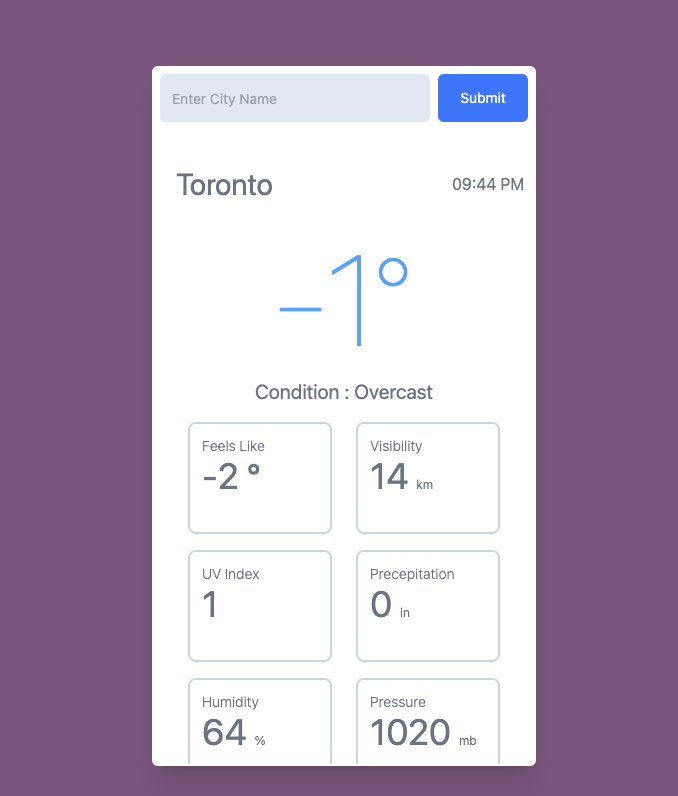 Enter City Name Submit
Toronto 09:44 PM
-1°
Condition : Overcast
Feels Like Visibility
-2 ° 14 km
UV Index Precepitation
1 0 in
Humidity Pressure
64 % 1020 mb